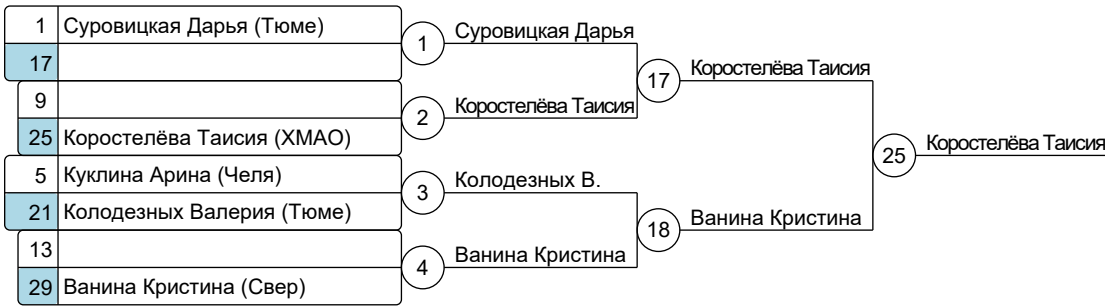 1 Суровицкая Дарья (Тюме)
1 Суровицкая Дарья
17
17 Коростелёва Таисия
9
2 Коростелёва Таисия
25 Коростелёва Таисия (ХМАО)
25 Коростелёва Таисия
5 Куклина Арина (Челя)
3 Колодезных В.
21 Колодезных Валерия (Тюме)
18 Ванина Кристина
13
4 Ванина Кристина
29 Ванина Кристина (Свер)